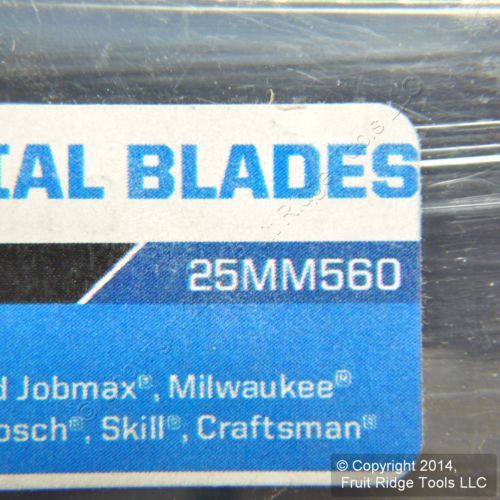 IAL BLADES
25MM560
d Jobmax®, Milwaukee®
osch®, Skill®, Craftsman®
© Copyright 2014,
Fruit Ridge Tools LLC